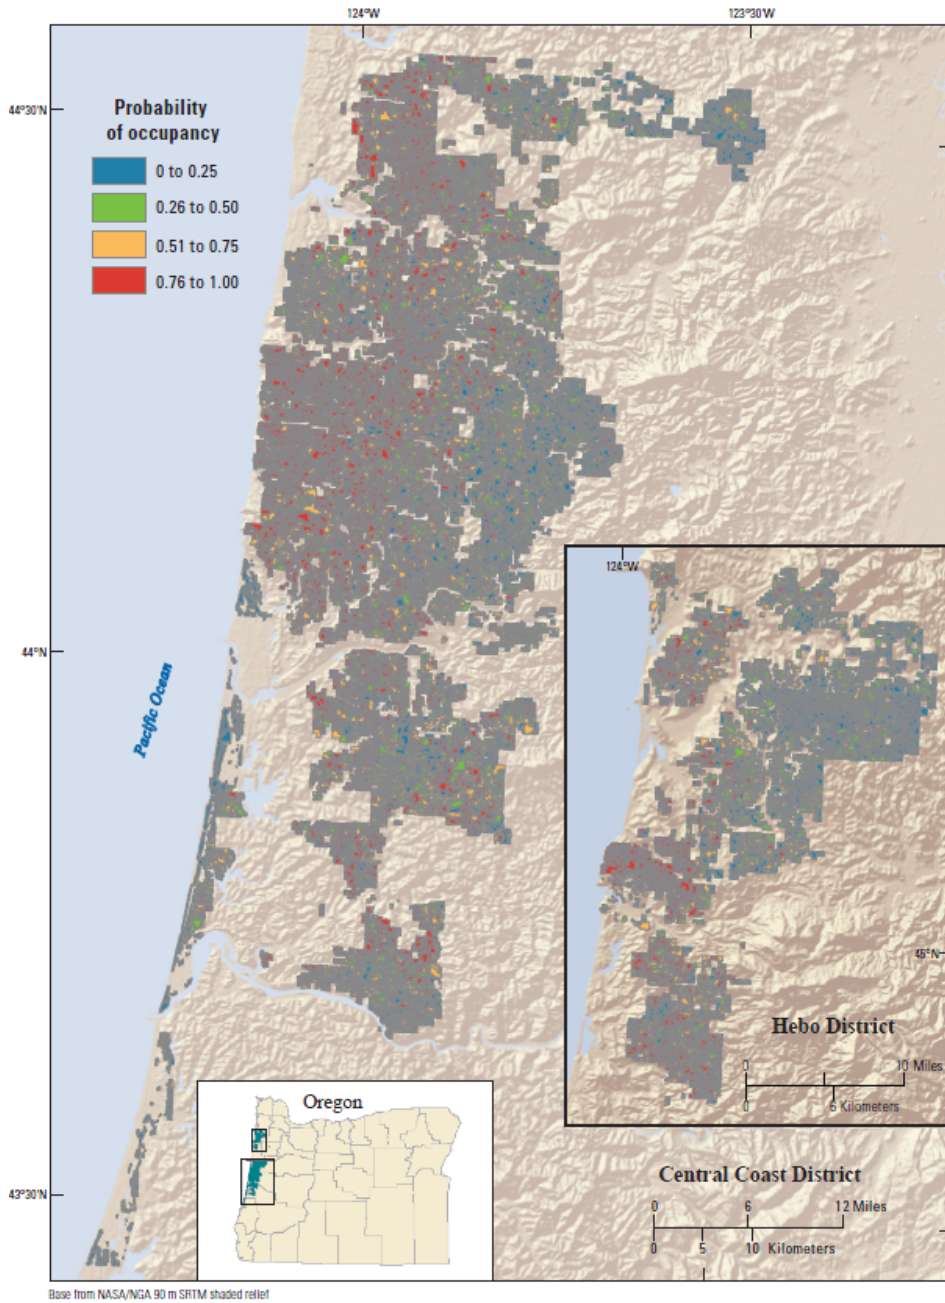 124°W
123°30'W
44°30'N
Probability
of occupancy
0 to 0.25
0.26 to 0.50
0.51 to 0.75
0.76 to 1.00
44°N
Pacific Ocean
124°W
45°N
Hebo District
0
10 Miles
0
6 Kilometers
Oregon
Central Coast District
0
6
12 Miles
0
5
10 Kilometers
43°30'N
Base from NASA/NGA 90 m SRTM shaded relief